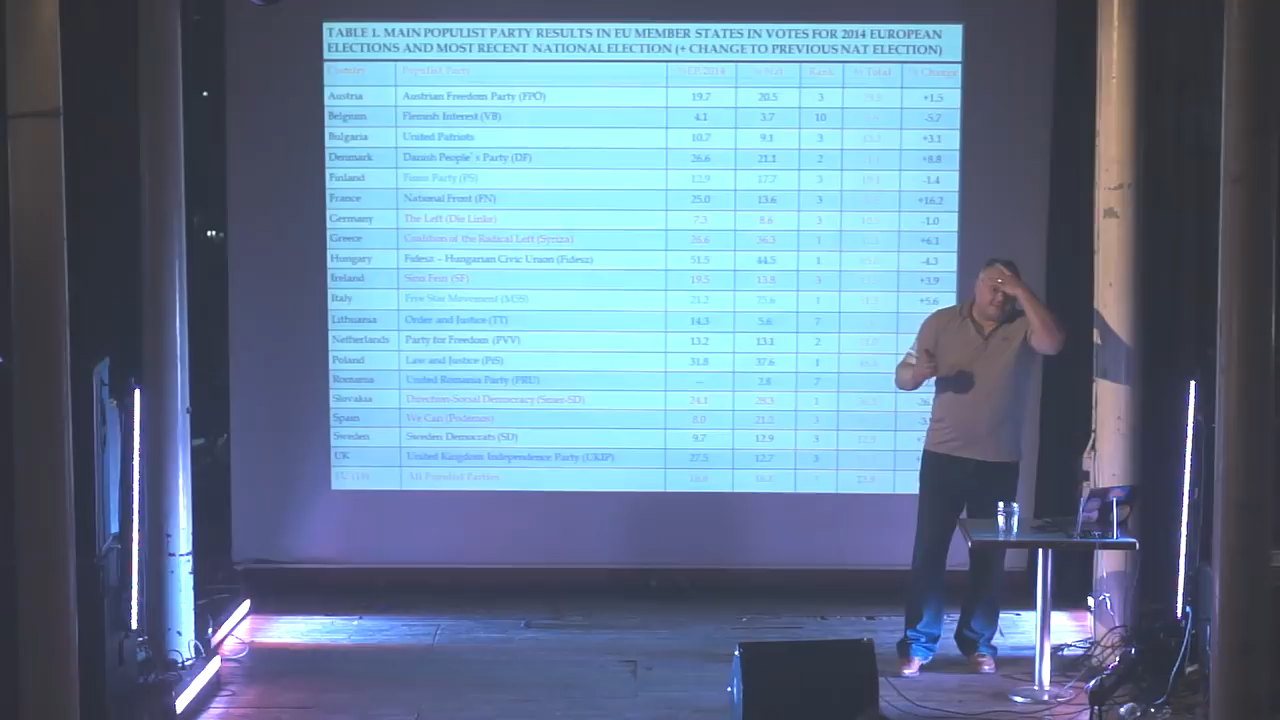 TABLE 1. MAIN POPULIST PARTY RESULTS IN EU MEMBER STATES IN VOTES FOR 2014 EUROPEAN
ELECTIONS AND MOST RECENT NATIONAL ELECTION (+ CHANGE TO PREVIOUS NAT ELECTION)
Country Populist Party % EP 2014 % Nat Rank % Total % Change
Austria Austrian Freedom Party (FPÖ) 19.7 20.5 3 +1.5
Belgium Flemish Interest (VB) 4.1 3.7 10 -5.7
Bulgaria United Patriots 10.7 9.1 3 +3.1
Denmark Danish People's Party (DF) 26.6 21.1 2 +8.8
Finland Finns Party (PS) 12.9 17.7 3 -1.4
France National Front (FN) 25.0 13.6 3 +16.2
Germany The Left (Die Linke) 7.3 8.6 3 -1.0
Greece Coalition of the Radical Left (Syriza) 26.6 36.3 1 +6.1
Hungary Fidesz – Hungarian Civic Union (Fidesz) 51.5 44.5 1 -4.3
Ireland Sinn Fein (SF) 19.5 13.8 3 +3.9
Italy Five Star Movement (M5S) 21.2 25.6 1 +5.6
Lithuania Order and Justice (TT) 14.3 5.6 7
Netherlands Party for Freedom (PVV) 13.2 13.1 2
Poland Law and Justice (PiS) 31.8 37.6 1
Romania United Romania Party (PRU) – 2.8 7
Slovakia Direction-Social Democracy (Smer-SD) 24.1 28.3 1
Spain We Can (Podemos) 8.0 21.2 3
Sweden Sweden Democrats (SD) 9.7 12.9 3 12.9
UK United Kingdom Independence Party (UKIP) 27.5 12.7 3
All Populist Parties